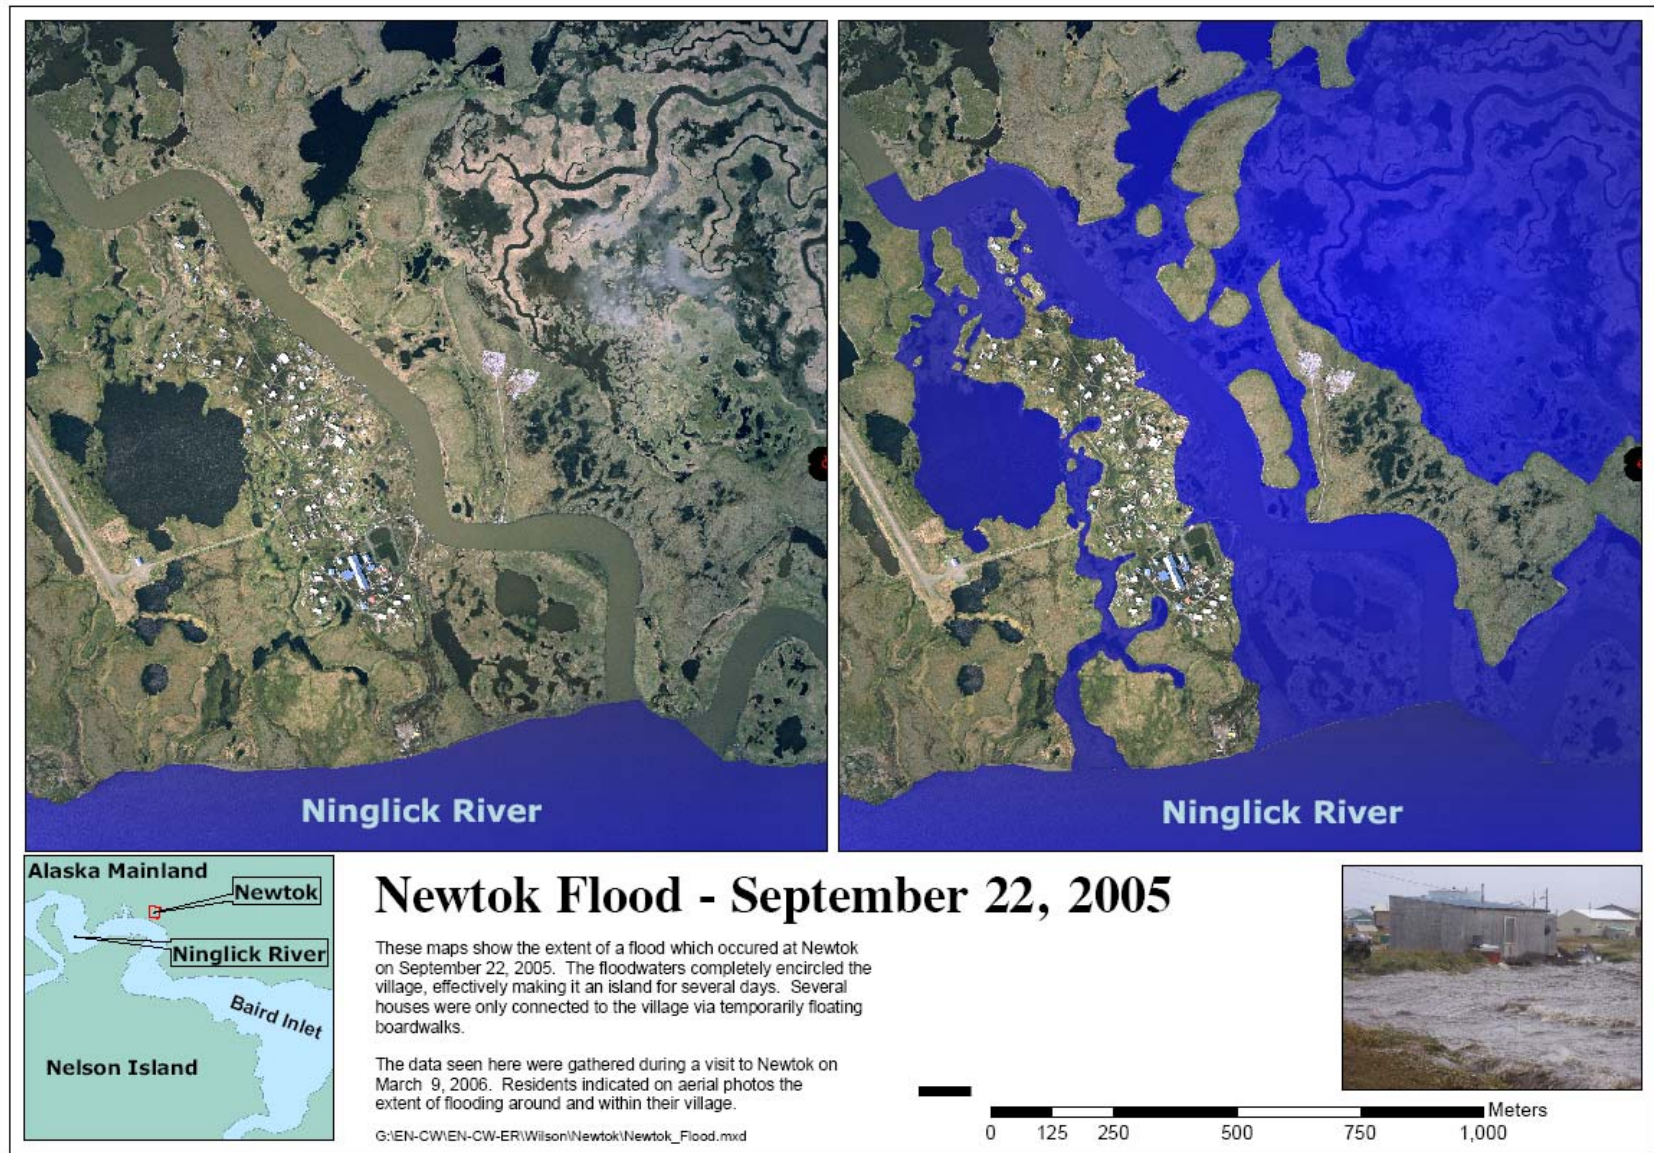 Ninglick River
Ninglick River
Alaska Mainland
Newtok
Ninglick River
Baird Inlet
Nelson Island
Newtok Flood - September 22, 2005
These maps show the extent of a flood which occured at Newtok
on September 22, 2005. The floodwaters completely encircled the
village, effectively making it an island for several days. Several
houses were only connected to the village via temporarily floating
boardwalks.
The data seen here were gathered during a visit to Newtok on
March 9, 2006. Residents indicated on aerial photos the
extent of flooding around and within their village.
G:\EN-CW\EN-CW-ER\Wilson\Newtok\Newtok_Flood.mxd
Meters
0 125 250 500 750 1,000